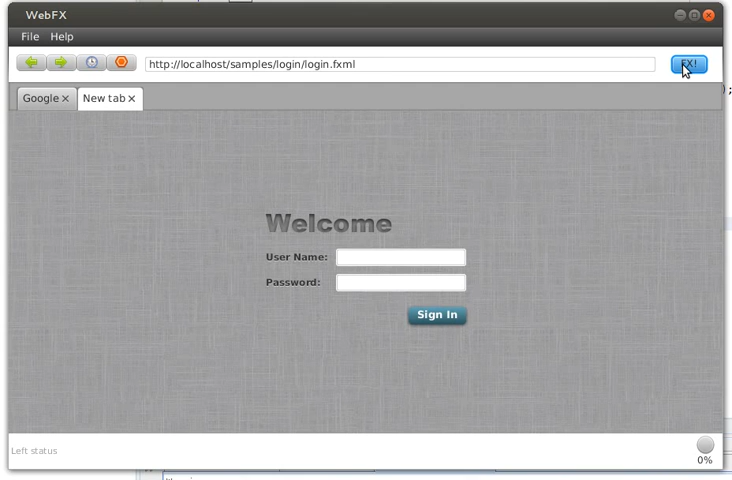 WebFX
File Help
http://localhost/samples/login/login.fxml
FX!
Google
New tab
Welcome
User Name:
Password:
Sign In
Left status
0%
);